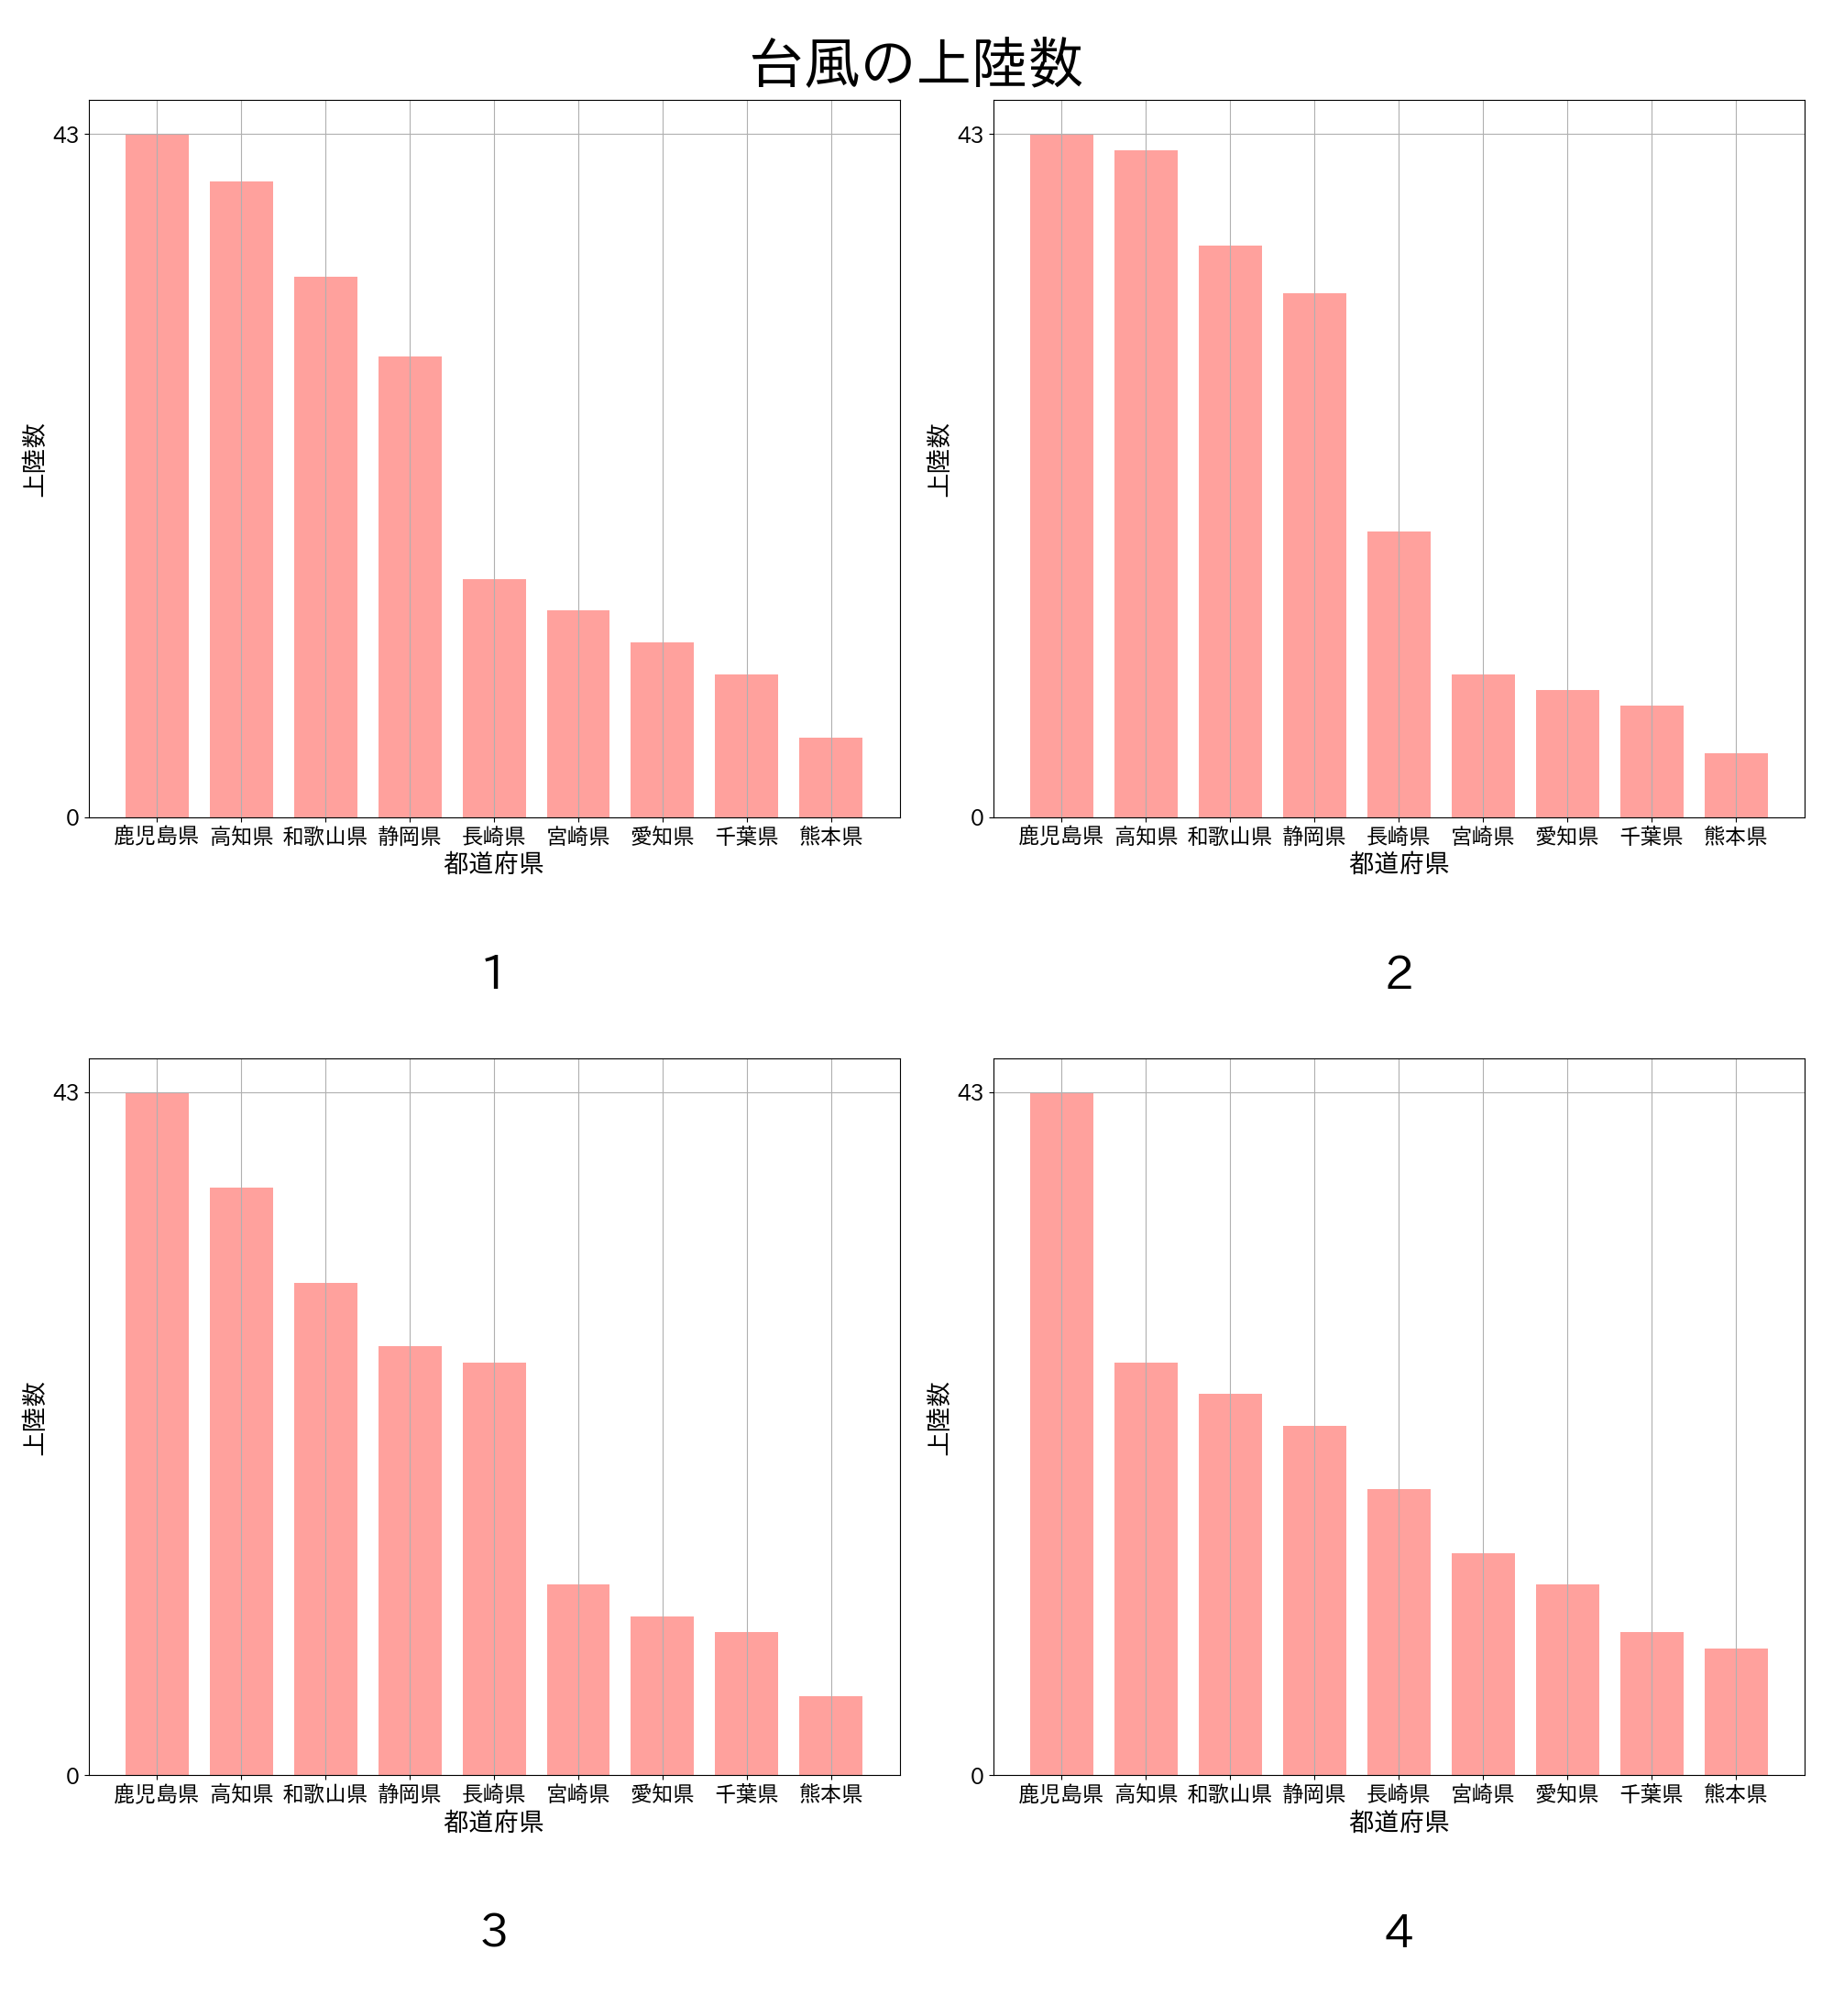 台風の上陸数
43
0
上陸数
鹿児島県 高知県 和歌山県 静岡県 長崎県 宮崎県 愛知県 千葉県 熊本県
都道府県
1
43
0
上陸数
鹿児島県 高知県 和歌山県 静岡県 長崎県 宮崎県 愛知県 千葉県 熊本県
都道府県
2
43
0
上陸数
鹿児島県 高知県 和歌山県 静岡県 長崎県 宮崎県 愛知県 千葉県 熊本県
都道府県
3
43
0
上陸数
鹿児島県 高知県 和歌山県 静岡県 長崎県 宮崎県 愛知県 千葉県 熊本県
都道府県
4